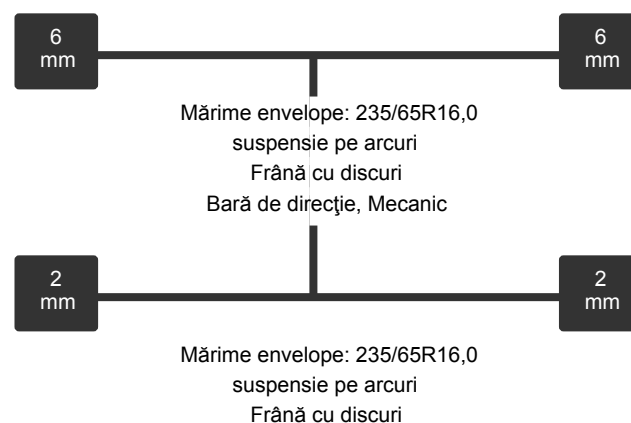 6
mm
6
mm
Mărime envelope: 235/65R16,0
suspensie pe arcuri
Frână cu discuri
Bară de direcţie, Mecanic
2
mm
2
mm
Mărime envelope: 235/65R16,0
suspensie pe arcuri
Frână cu discuri